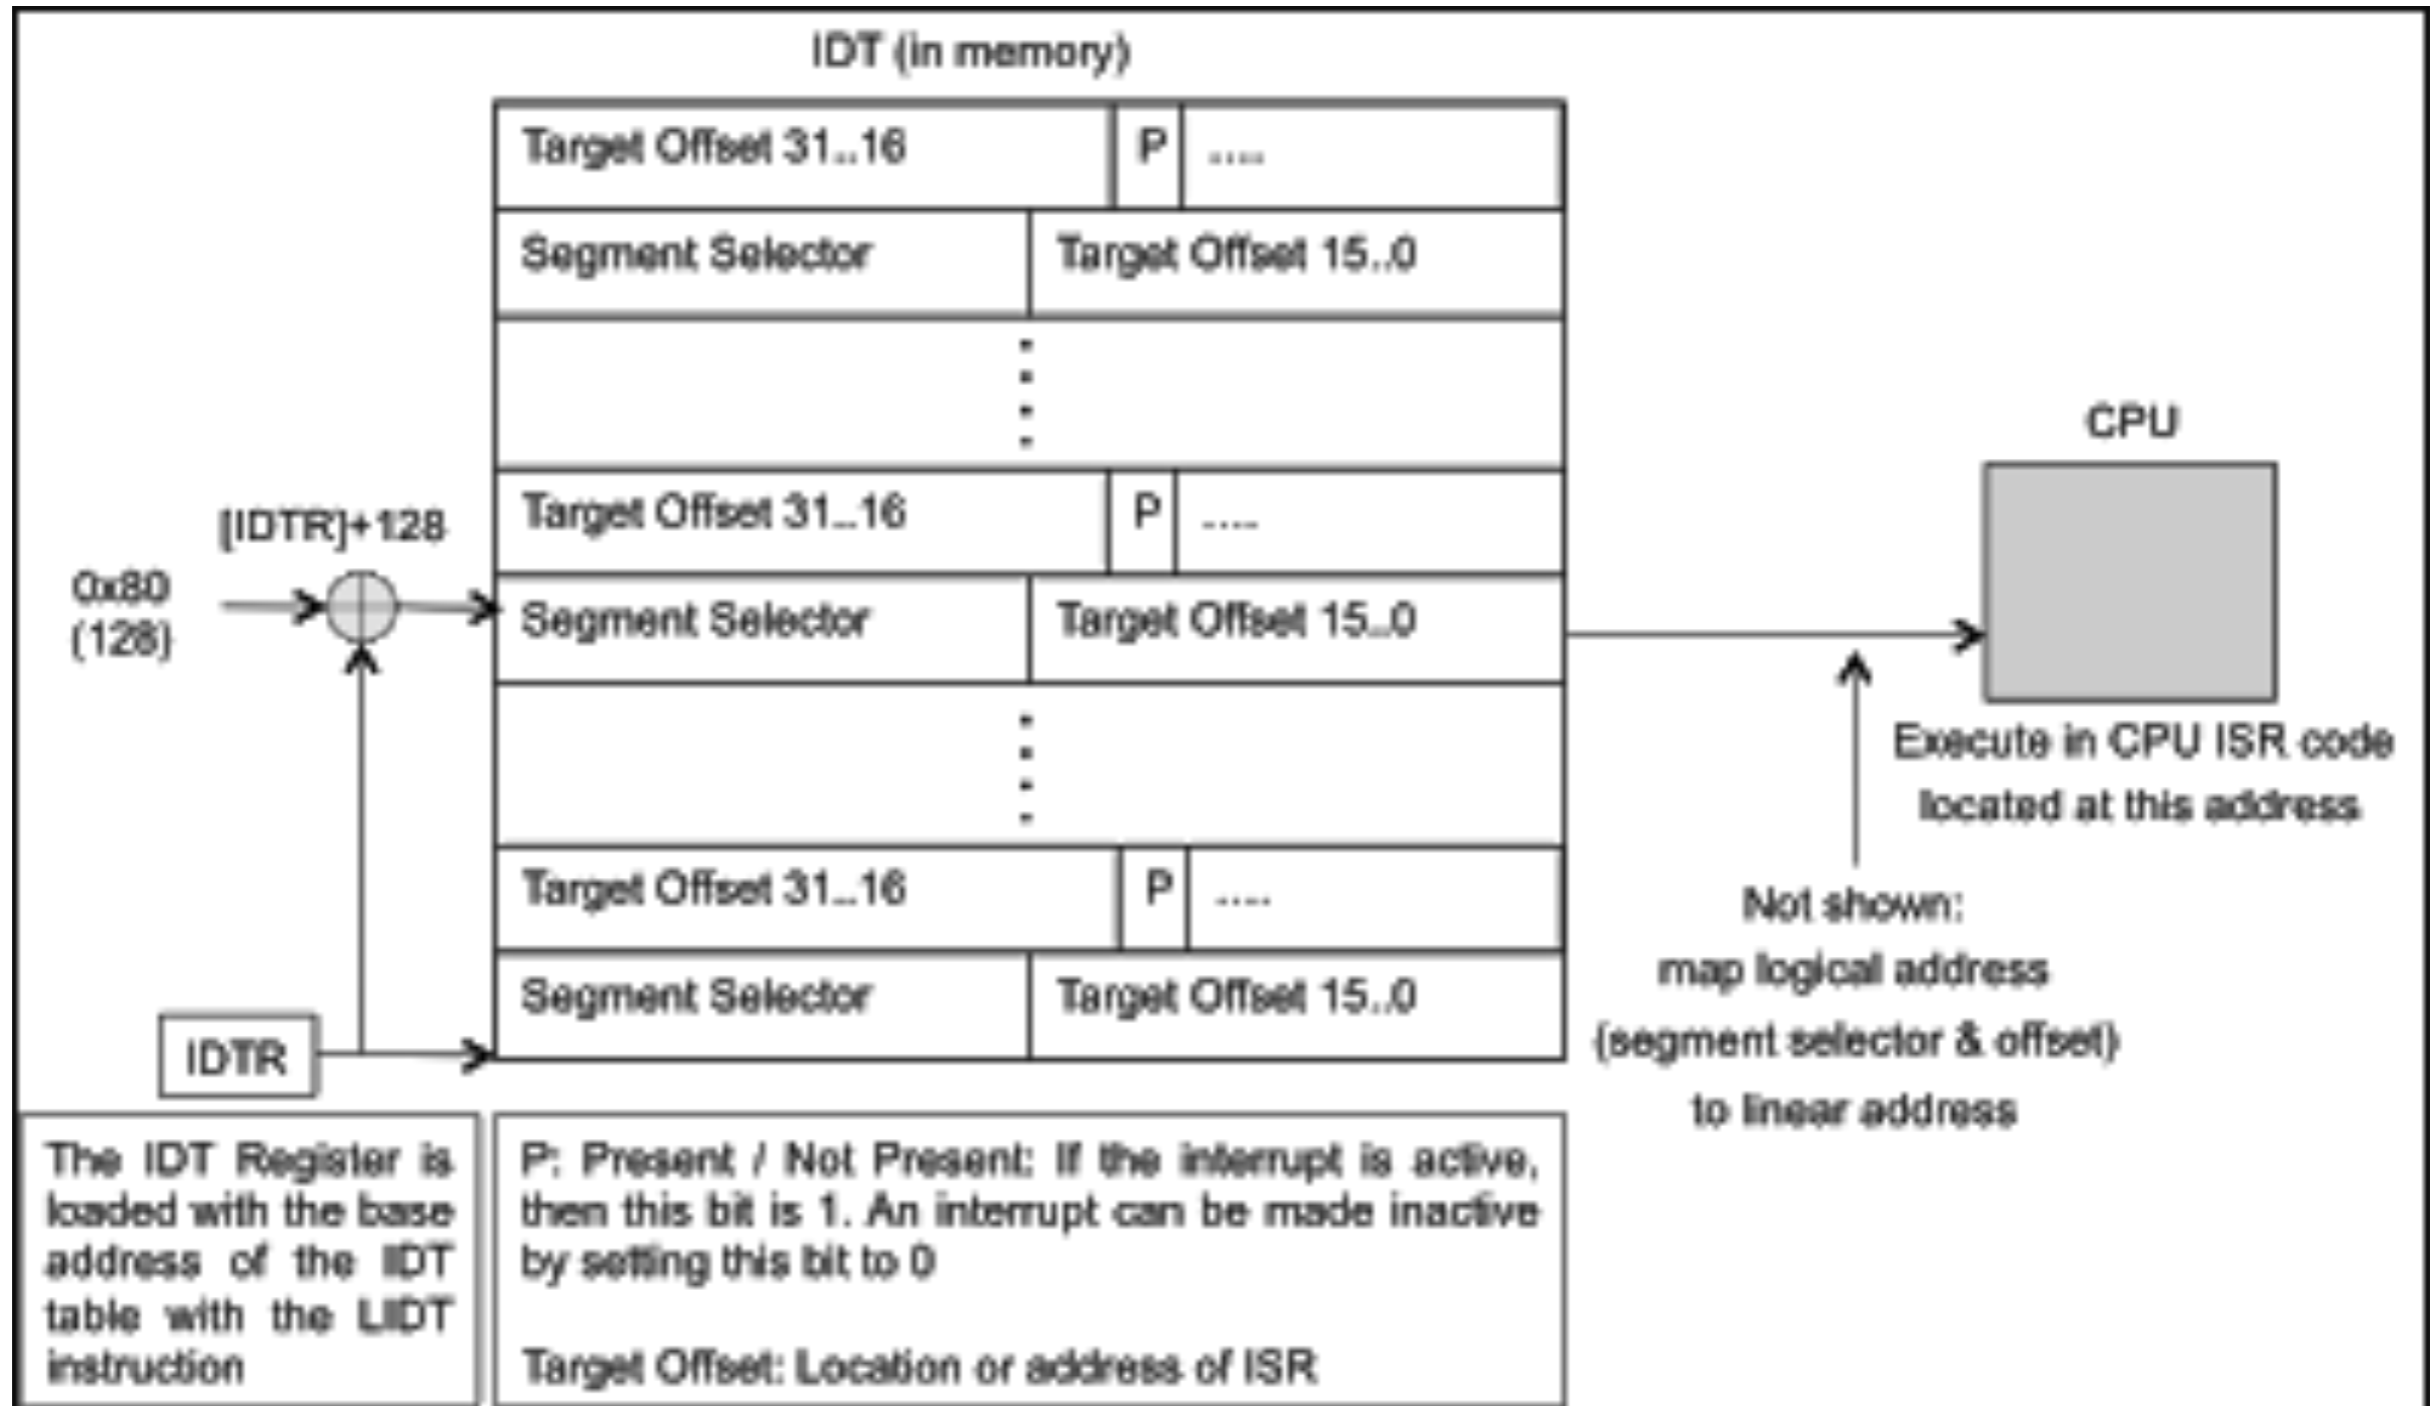 IDT (in memory)
Target Offset 31..16 P .....
Segment Selector Target Offset 15..0
Target Offset 31..16 P .....
Segment Selector Target Offset 15..0
Target Offset 31..16 P .....
Segment Selector Target Offset 15..0
[IDTR]+128
0x80
(128)
IDTR
CPU
Execute in CPU ISR code
located at this address
Not shown:
map logical address
(segment selector & offset)
to linear address
The IDT Register is
loaded with the base
address of the IDT
table with the LIDT
instruction
P: Present / Not Present: If the interrupt is active,
then this bit is 1. An interrupt can be made inactive
by setting this bit to 0
Target Offset: Location or address of ISR